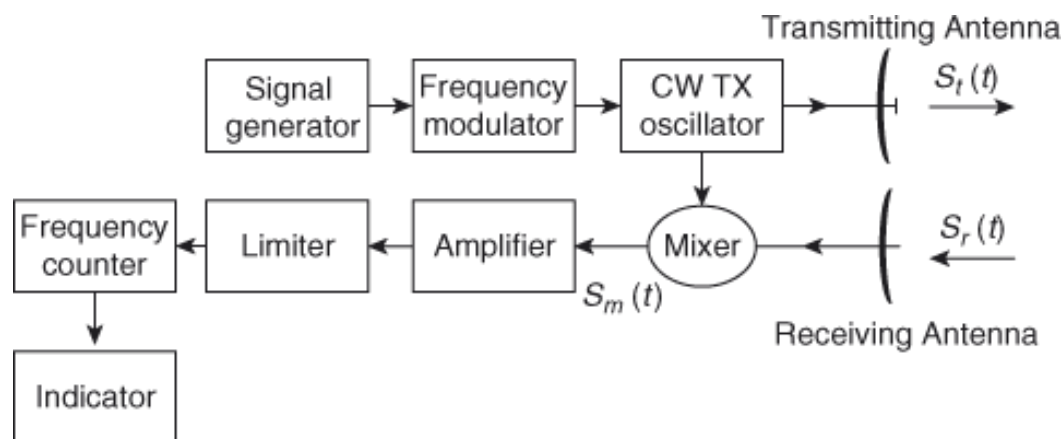 Transmitting Antenna
Signal
generator
Frequency
modulator
CW TX
oscillator
S_t (t)
Frequency
counter
Limiter
Amplifier
Mixer
S_r (t)
S_m (t)
Receiving Antenna
Indicator